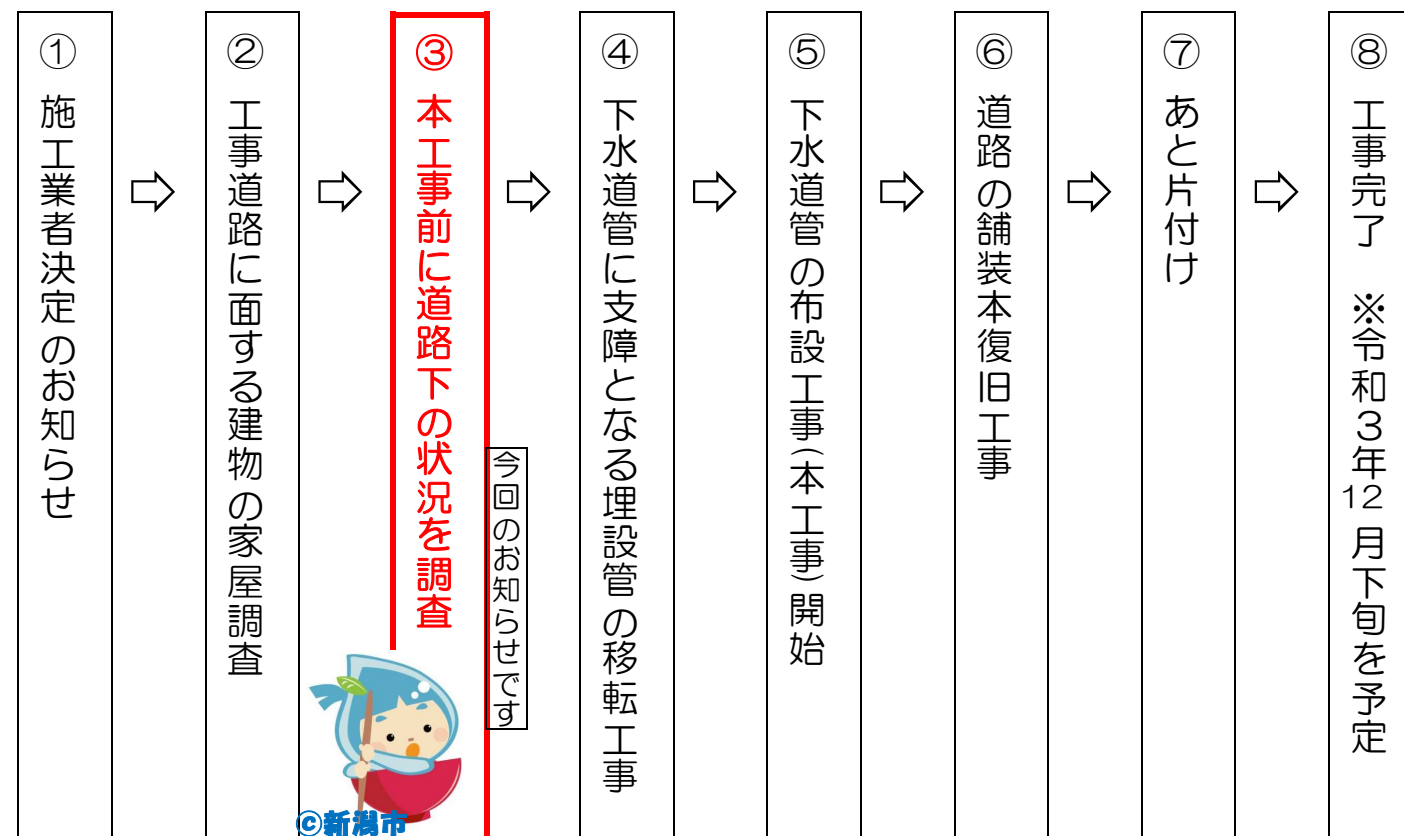 ① 施工業者決定のお知らせ
② 工事道路に面する建物の家屋調査
③ 本工事前に道路下の状況を調査
今回のお知らせです
④ 下水道管に支障となる埋設管の移転工事
⑤ 下水道管の布設工事(本工事)開始
⑥ 道路の舗装本復旧工事
⑦ あと片付け
⑧ 工事完了 ※令和3年12月下旬を予定
©新潟市